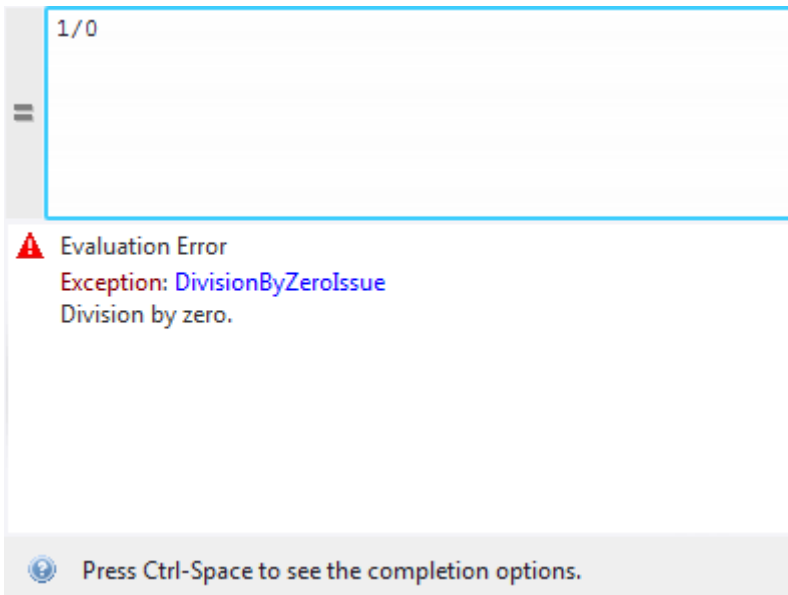 1/0
=
Evaluation Error
Exception: DivisionByZeroIssue
Division by zero.
Press Ctrl-Space to see the completion options.